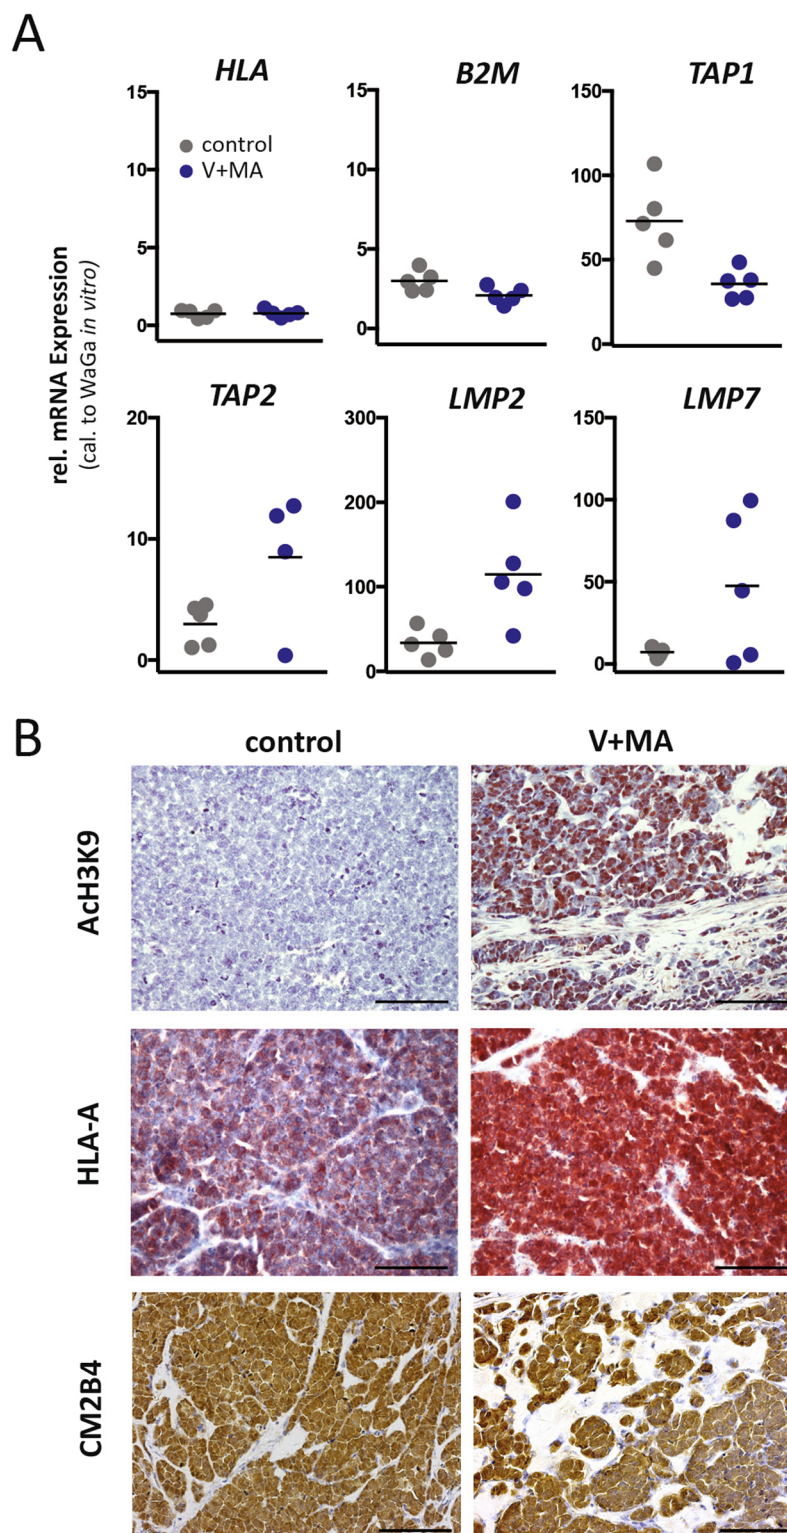 A
HLA
B2M
TAP1
15
10
5
0
control
V+MA
15
10
5
0
150
100
50
0
rel. mRNA Expression
(cal. to WaGa in vitro)
TAP2
LMP2
LMP7
20
10
0
300
200
100
0
150
100
50
0
B
control
V+MA
AcH3K9
HLA-A
CM2B4